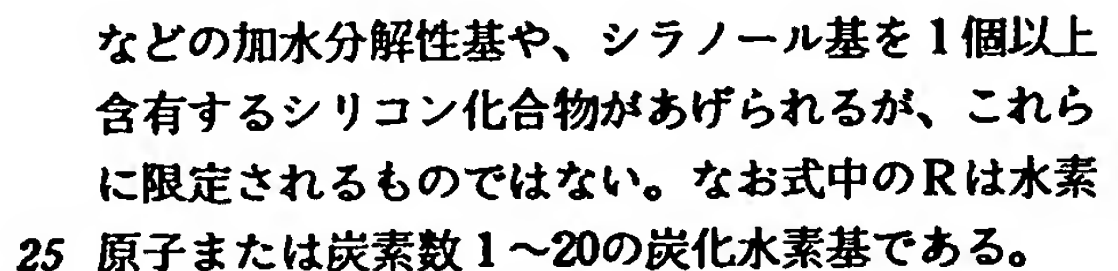 などの加水分解性基や、シラノール基を1個以上
含有するシリコン化合物があげられるが、これら
に限定されるものではない。なお式中のRは水素
25 原子または炭素数1~20の炭化水素基である。